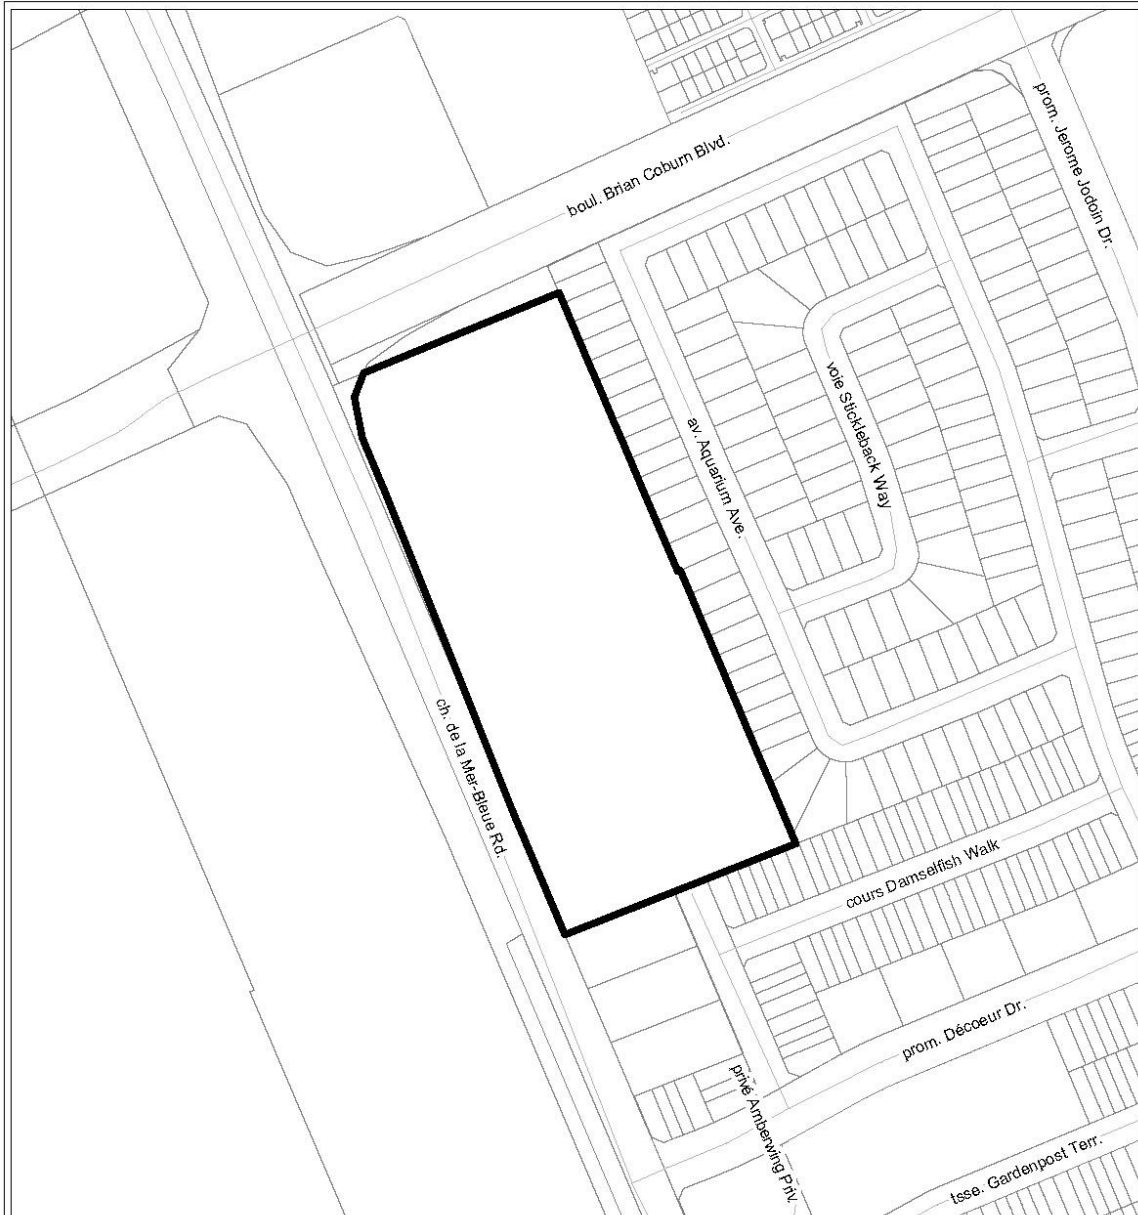 boul. Brian Coburn Blvd.
prom. Jerome Jodoin Dr.
voie Stickleback Way
av. Aquarium Ave.
ch. de la Mer-Bleue Rd.
cours Damselfish Walk
prom. Décoeur Dr.
privé Amberwing Priv.
tsse. Gardenpost Terr.